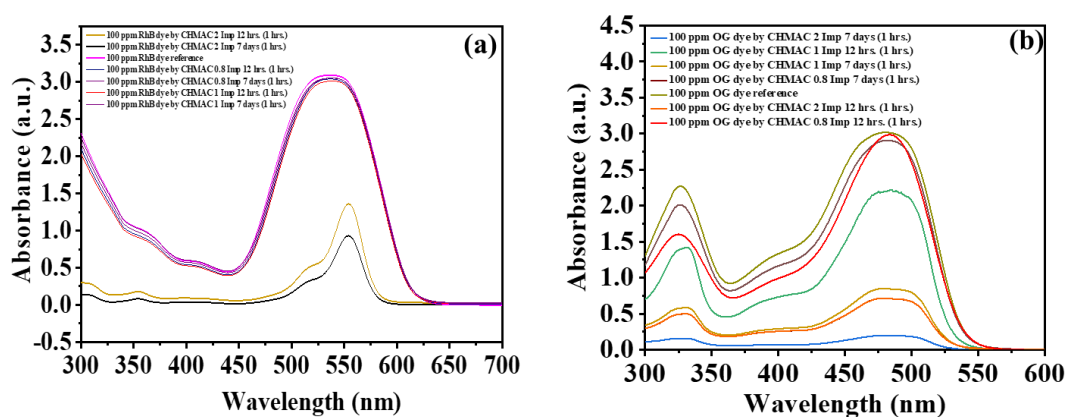 (a)
100 ppm RhB dye by CHMAC 2 Imp 12 hrs. (1 hrs.)
100 ppm RhB dye by CHMAC 2 Imp 7 days (1 hrs.)
100 ppm RhB dye reference
100 ppm RhB dye by CHMAC 0.8 Imp 12 hrs. (1 hrs.)
100 ppm RhB dye by CHMAC 0.8 Imp 7 days (1 hrs.)
100 ppm RhB dye by CHMAC 1 Imp 12 hrs. (1 hrs.)
100 ppm RhB dye by CHMAC 1 Imp 7 days (1 hrs.)
3.5
3.0
2.5
2.0
1.5
1.0
0.5
0.0
-0.5
Absorbance (a.u.)
300 350 400 450 500 550 600 650 700
Wavelength (nm)
(b)
100 ppm OG dye by CHMAC 2 Imp 7 days (1 hrs.)
100 ppm OG dye by CHMAC 1 Imp 12 hrs. (1 hrs.)
100 ppm OG dye by CHMAC 1 Imp 7 days (1 hrs.)
100 ppm OG dye by CHMAC 0.8 Imp 7 days (1 hrs.)
100 ppm OG dye reference
100 ppm OG dye by CHMAC 2 Imp 12 hrs. (1 hrs.)
100 ppm OG dye by CHMAC 0.8 Imp 12 hrs. (1 hrs.)
4.5
4.0
3.5
3.0
2.5
2.0
1.5
1.0
0.5
0.0
Absorbance (a.u.)
300 350 400 450 500 550 600
Wavelength (nm)